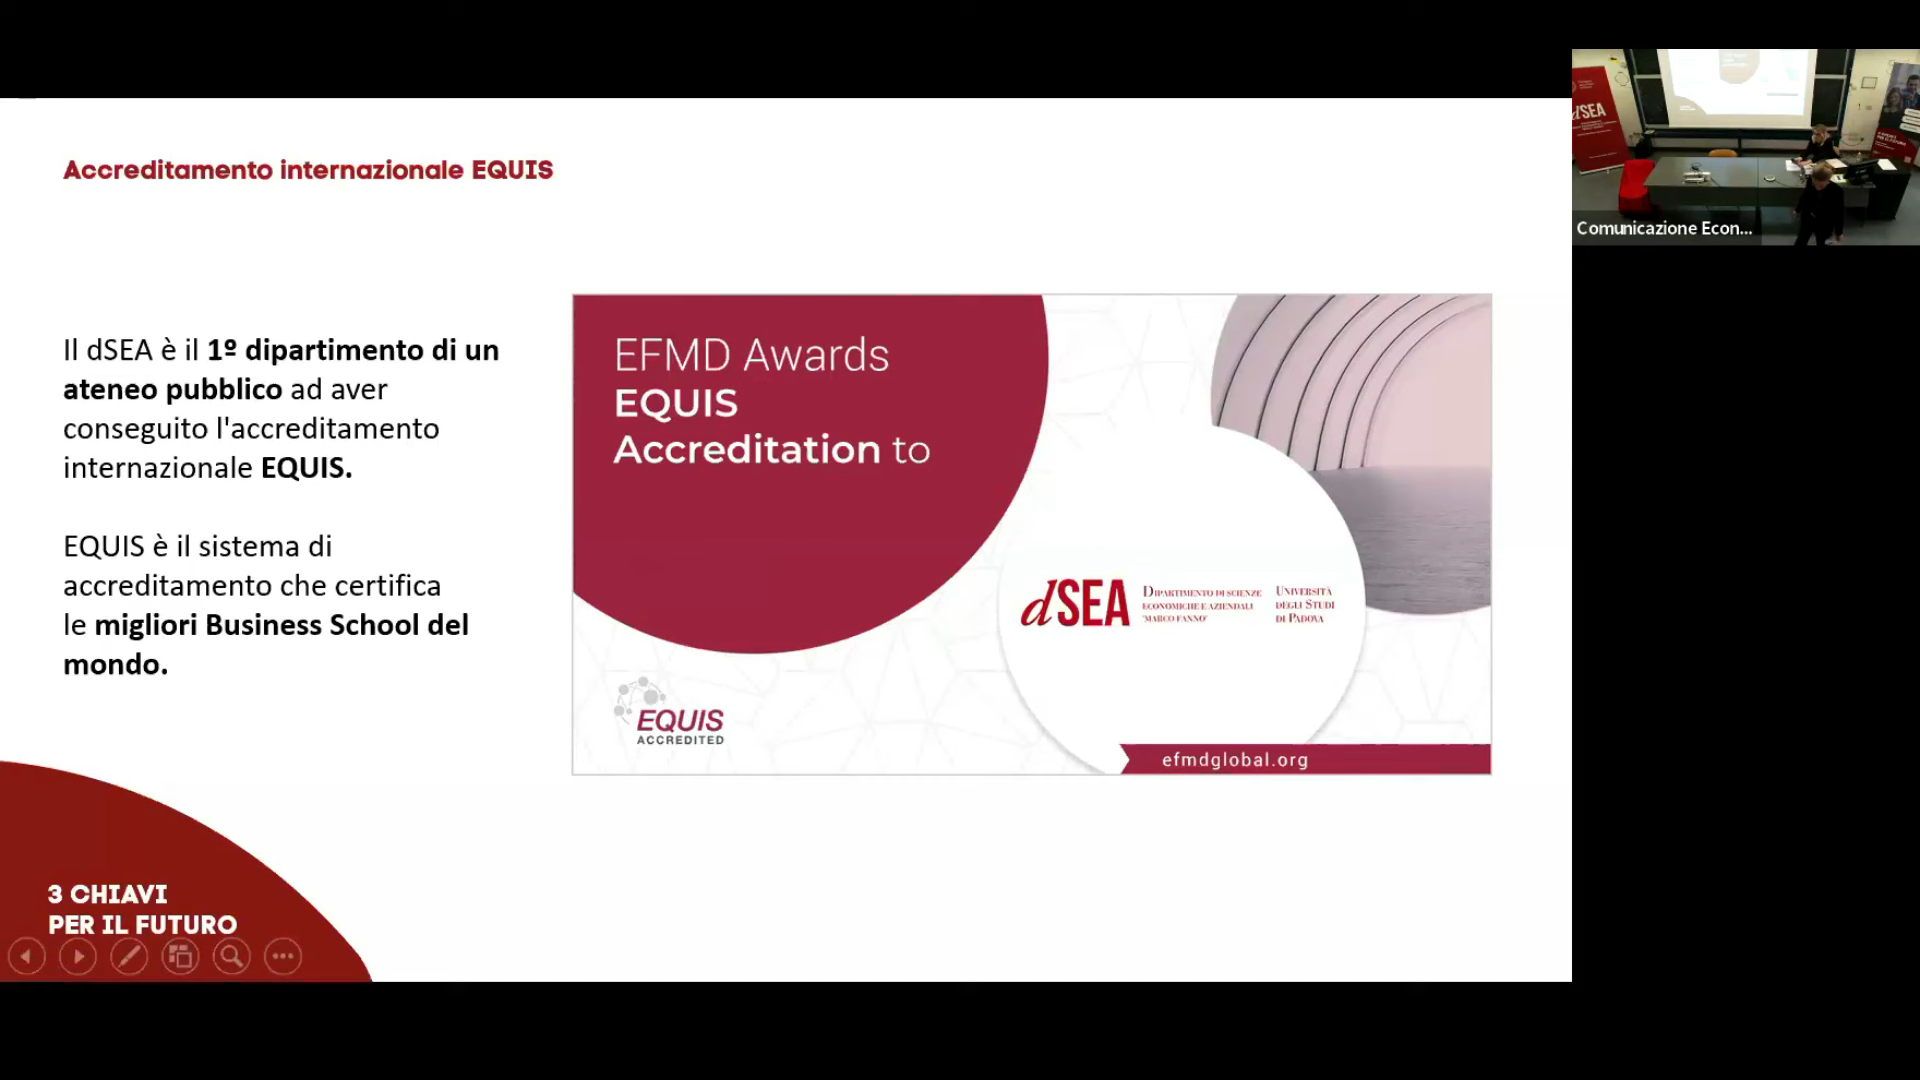 Accreditamento internazionale EQUIS
Il dSEA è il 1º dipartimento di un
ateneo pubblico ad aver
conseguito l'accreditamento
internazionale EQUIS.
EQUIS è il sistema di
accreditamento che certifica
le migliori Business School del
mondo.
EFMD Awards
EQUIS
Accreditation to
dSEA
DIPARTIMENTO DI SCIENZE
ECONOMICHE E AZIENDALI
'MARCO FANNO'
UNIVERSITÀ
DEGLI STUDI
DI PADOVA
EQUIS
ACCREDITED
efmdglobal.org
3 CHIAVI
PER IL FUTURO
dSEA
Comunicazione Econ...